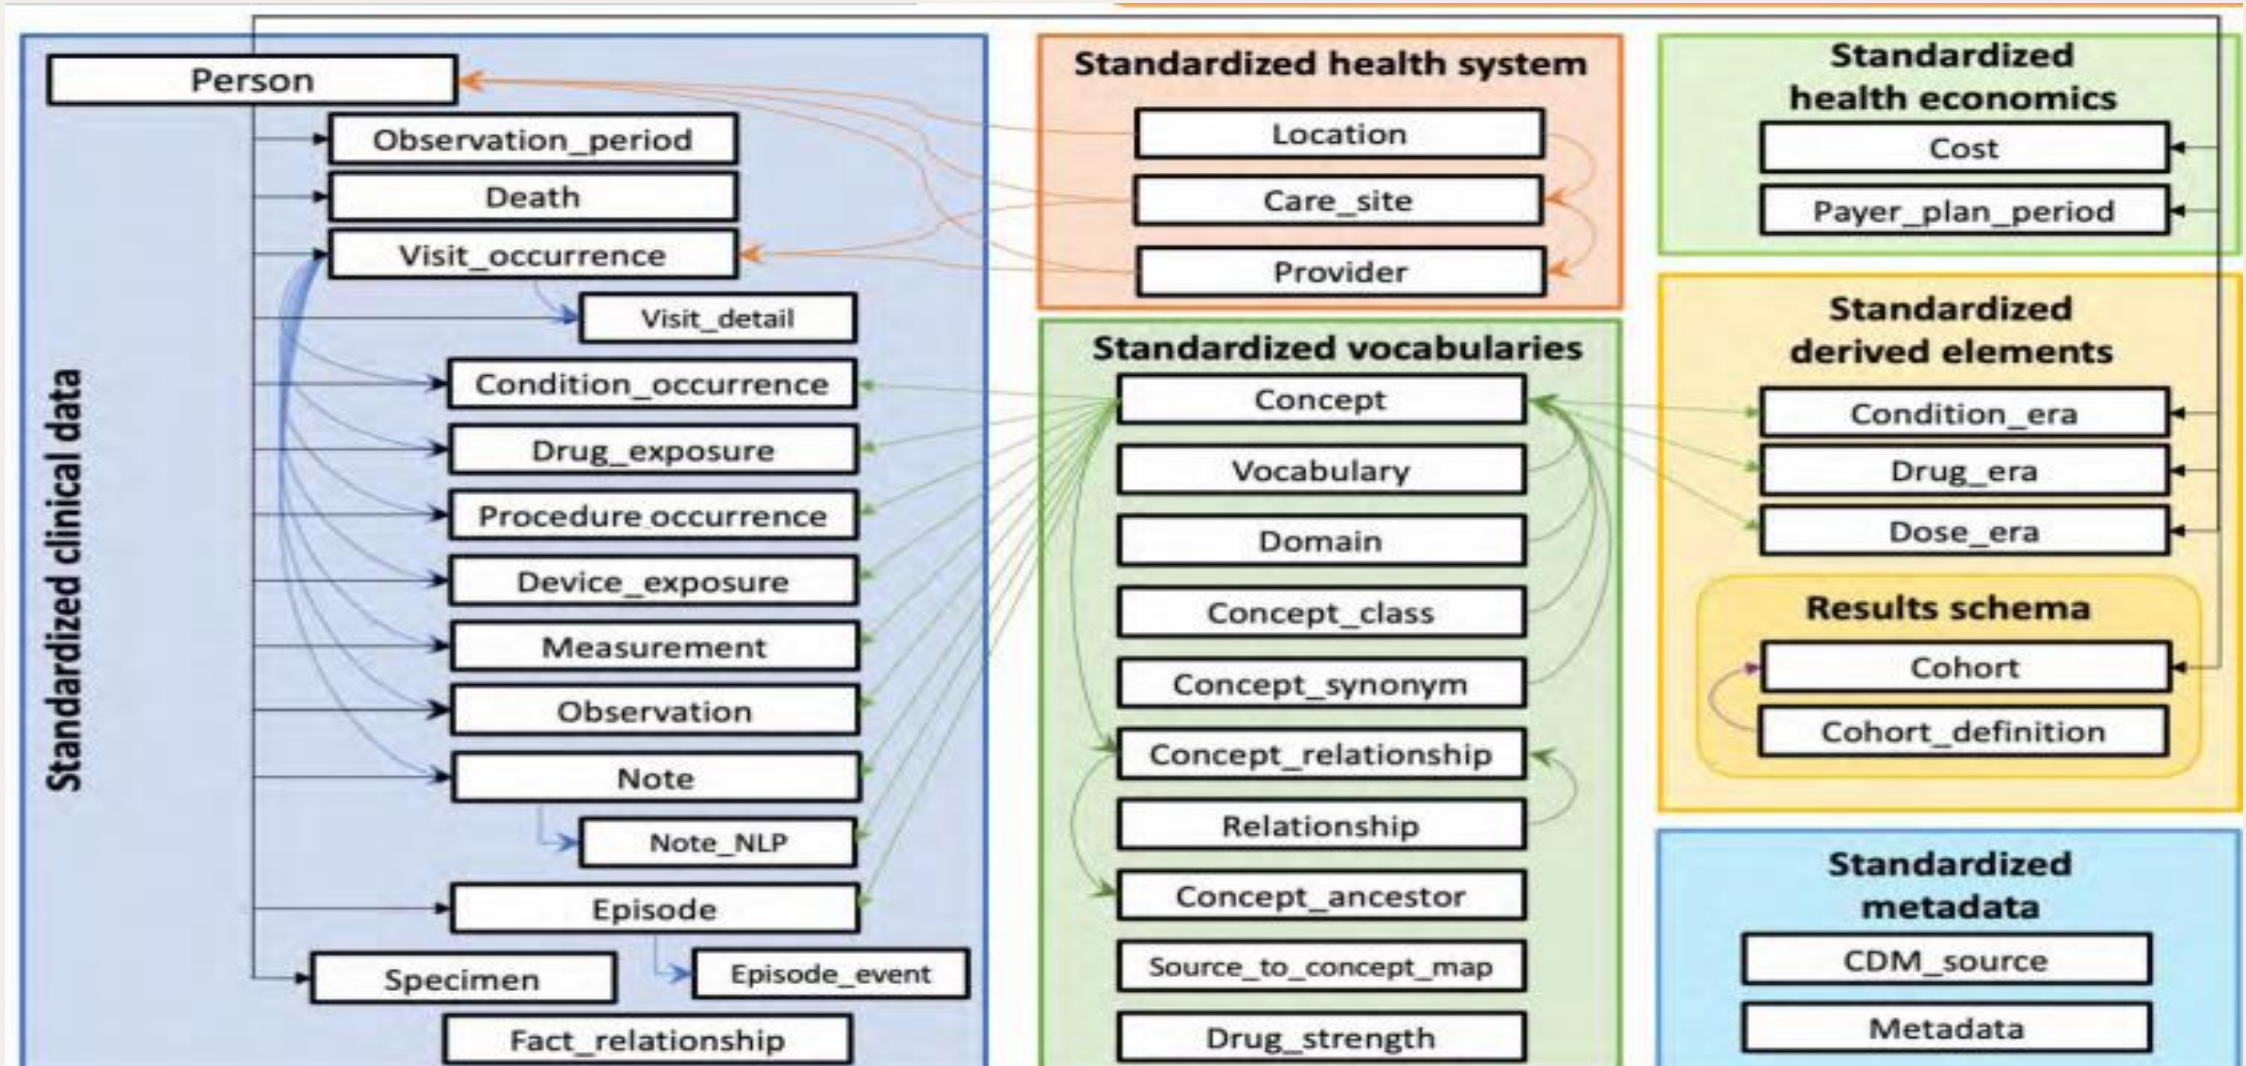 Standardized clinical data
Person
Observation_period
Death
Visit_occurrence
Visit_detail
Condition_occurrence
Drug_exposure
Procedure occurrence
Device_exposure
Measurement
Observation
Note
Note_NLP
Episode
Specimen
Episode_event
Fact_relationship
Standardized health system
Location
Care_site
Provider
Standardized vocabularies
Concept
Vocabulary
Domain
Concept_class
Concept_synonym
Concept_relationship
Relationship
Concept_ancestor
Source_to_concept_map
Drug_strength
Standardized
health economics
Cost
Payer_plan_period
Standardized
derived elements
Condition_era
Drug_era
Dose_era
Results schema
Cohort
Cohort_definition
Standardized
metadata
CDM_source
Metadata